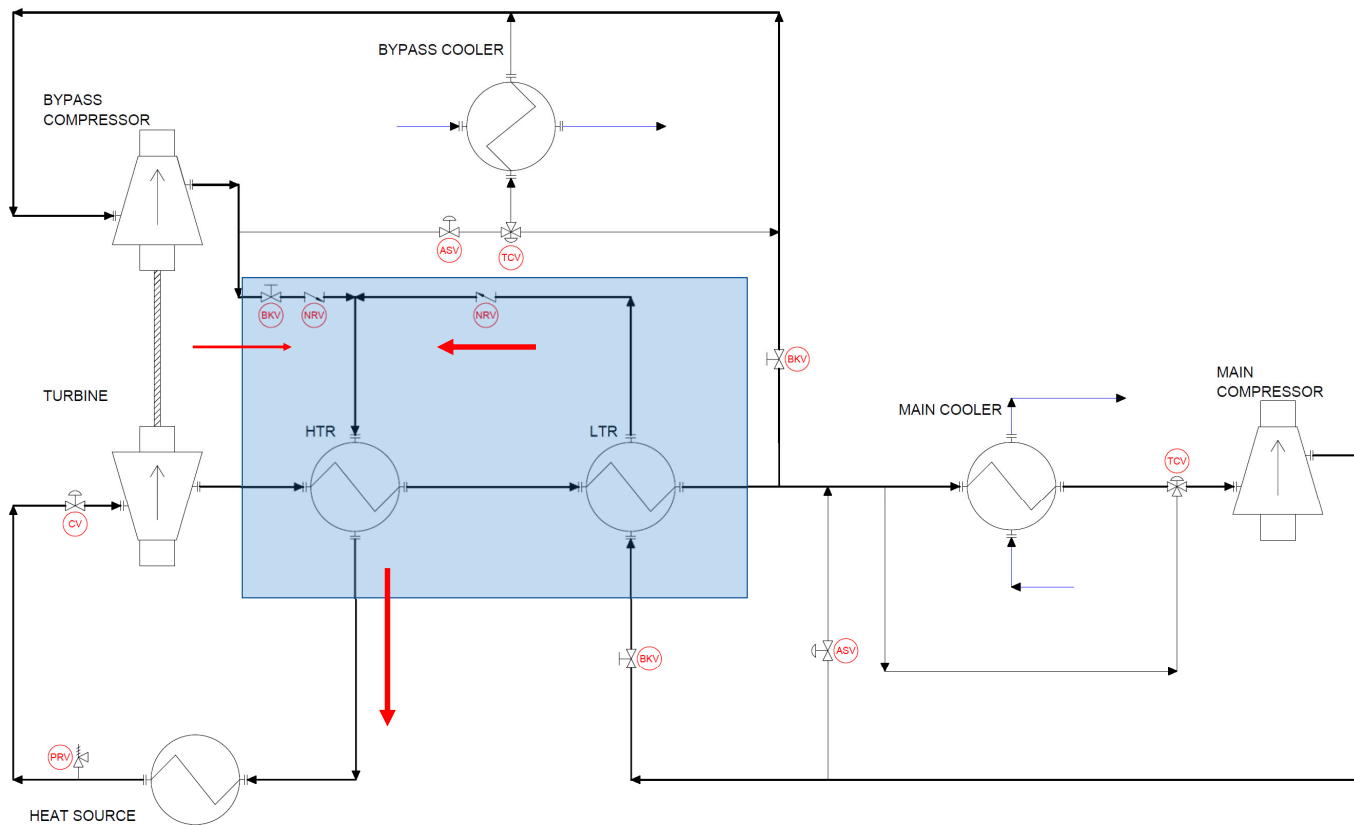 BYPASS COOLER
BYPASS
COMPRESSOR
ASV
TCV
BKV
NRV
NRV
BKV
MAIN
COMPRESSOR
TURBINE
MAIN COOLER
HTR
LTR
TCV
CV
BKV
ASV
PRV
HEAT SOURCE